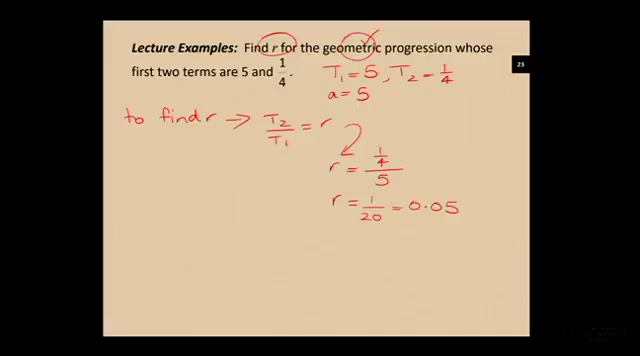 Lecture Examples: Find r for the geometric progression whose
first two terms are 5 and 1/4.
23
T₁ = 5, T₂ = 1/4
a = 5
to find r → T₂/T₁ = r
r = (1/4)/5
r = 1/20 = 0.05